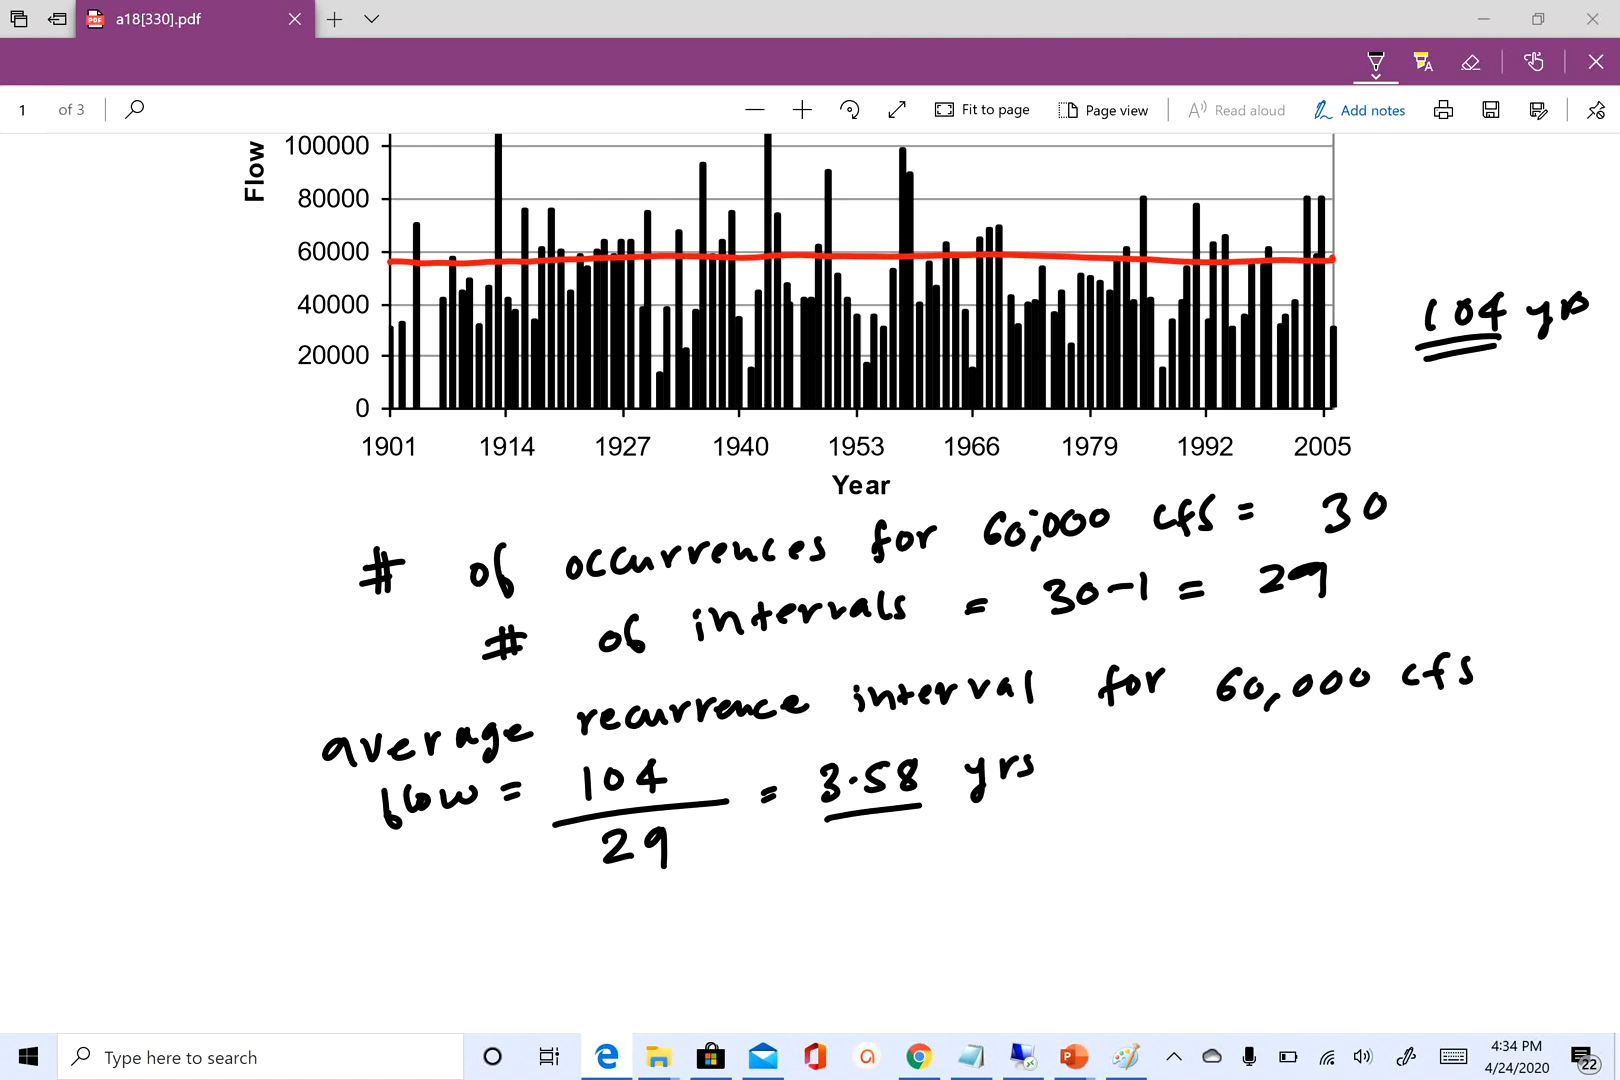 a18[330].pdf
1 of 3 Fit to page Page view Read aloud Add notes
Flow
100000
80000
60000
40000
20000
0
1901 1914 1927 1940 1953 1966 1979 1992 2005
Year
104 yrs
# of occurrences for 60,000 cfs = 30
# of intervals = 30-1 = 29
average recurrence interval for 60,000 cfs
flow = 104 / 29 = 3.58 yrs
Type here to search
4:34 PM
4/24/2020
22